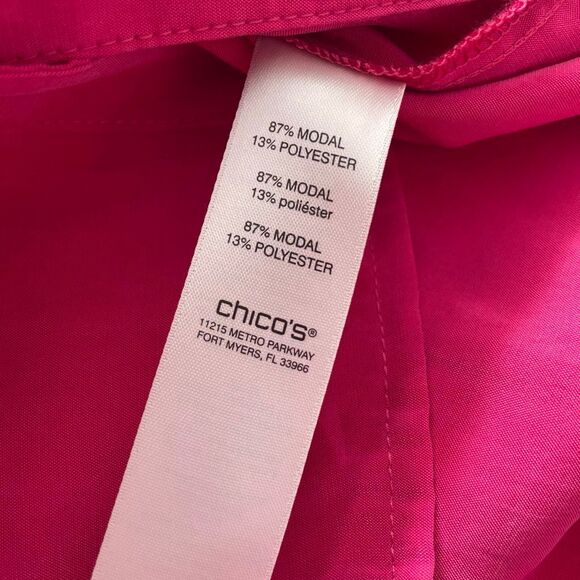 87% MODAL
13% POLYESTER
87% MODAL
13% poliéster
87% MODAL
13% POLYESTER
chico's®
11215 METRO PARKWAY
FORT MYERS, FL 33966